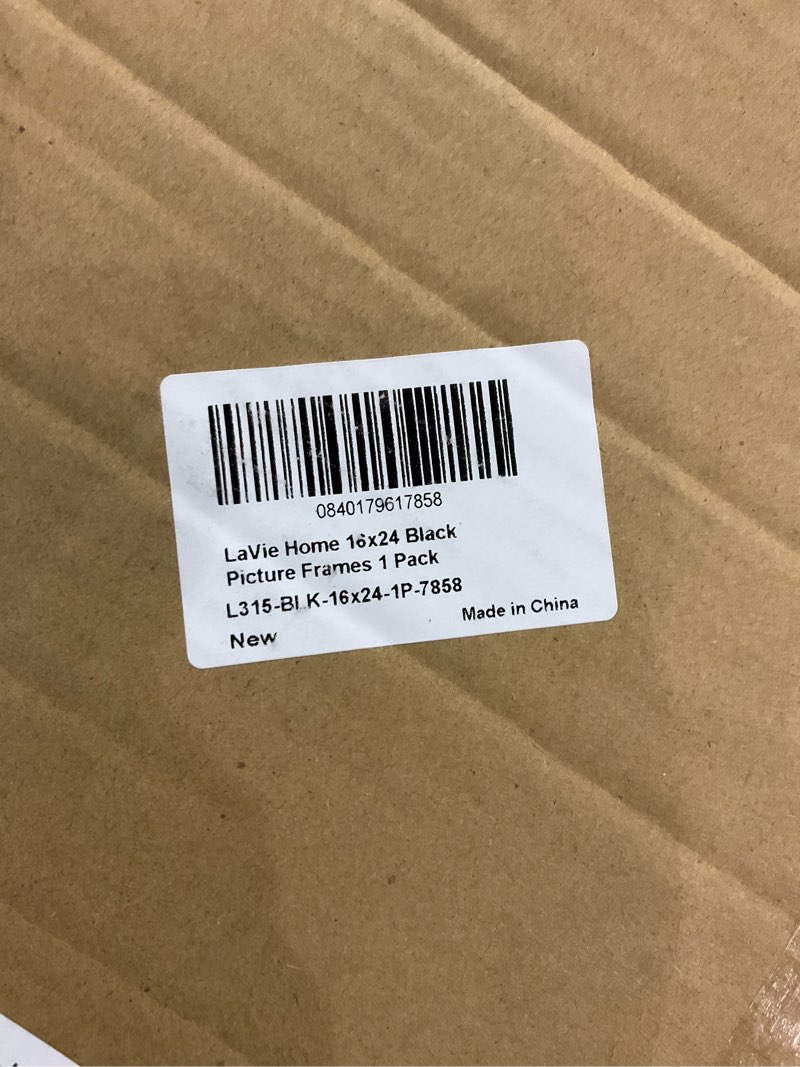 0840179617858
LaVie Home 16x24 Black
Picture Frames 1 Pack
L315-BLK-16x24-1P-7858
Made in China
New